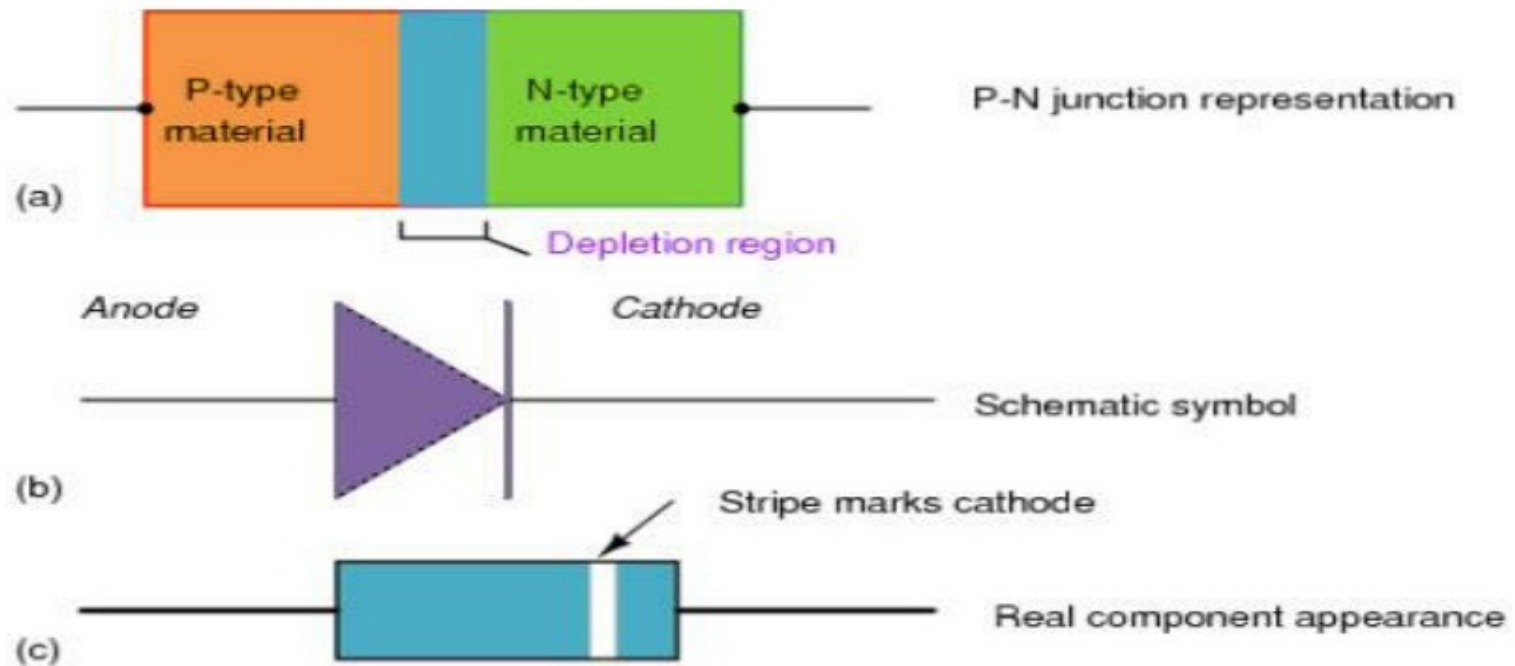 P-type
material
N-type
material
P-N junction representation
(a)
Depletion region
Anode
Cathode
Schematic symbol
(b)
Stripe marks cathode
Real component appearance
(c)